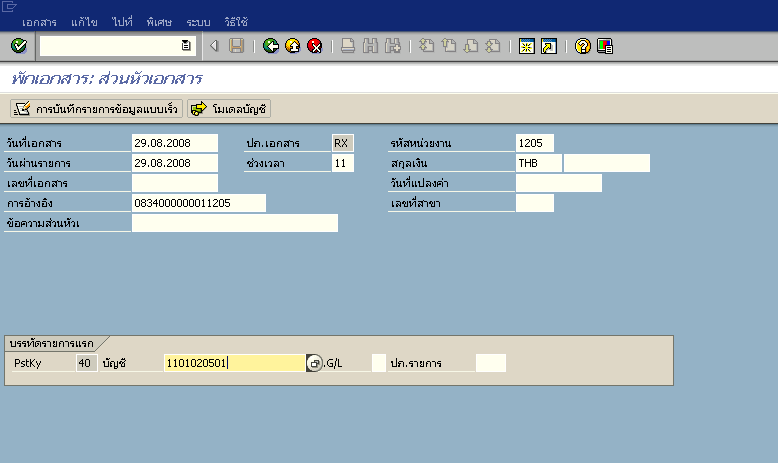 เอกสาร แก้ไข ไปที่ พิเศษ ระบบ วิธีใช้
พักเอกสาร: ส่วนหัวเอกสาร
การบันทึกรายการข้อมูลแบบเร็ว โมเดลบัญชี
วันที่เอกสาร 29.08.2008 ปภ.เอกสาร RX รหัสหน่วยงาน 1205
วันผ่านรายการ 29.08.2008 ช่วงเวลา 11 สกุลเงิน THB
เลขที่เอกสาร วันที่แปลงค่า
การอ้างอิง 0834000000011205 เลขที่สาขา
ข้อความส่วนหัวเ
บรรทัดรายการแรก
PstKy 40 บัญชี 1101020501 .G/L ปภ.รายการ